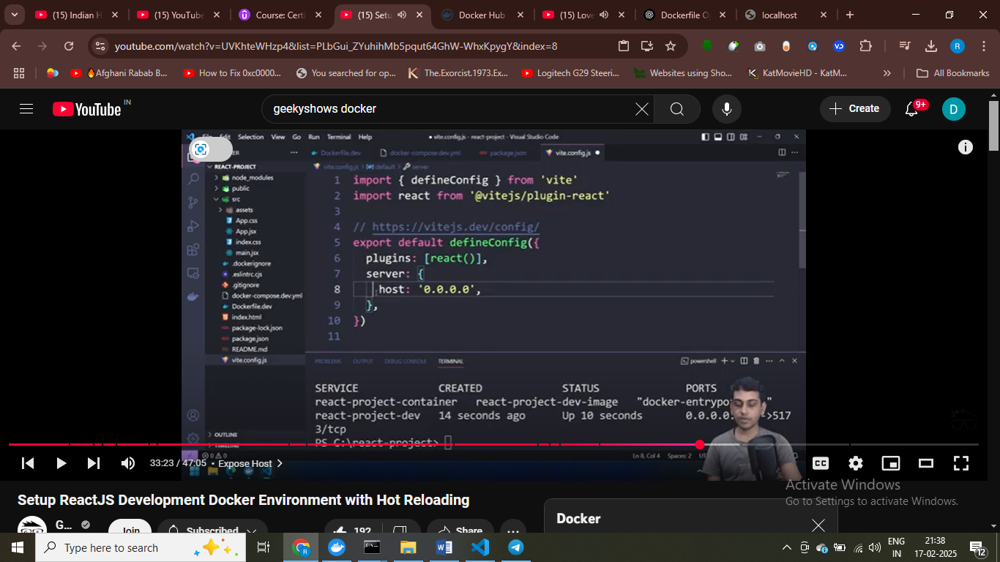 (15) Indian H
(15) YouTube
Course: Certi
(15) Setu
Docker Hub
(15) Love
Dockerfile O
localhost
youtube.com/watch?v=UVKhteWHzp4&list=PLbGui_ZYuhihMb5pqut64GhW-WhxKpygY&index=8
🔥Afghani Rabab B...
How to Fix 0xc0000...
You searched for op...
The.Exorcist.1973.Ex...
Logitech G29 Steeri...
Websites using Sho...
KatMovieHD - KatM...
All Bookmarks
YouTube IN
geekyshows docker
Create
9+
D
Edit Selection View Go Run Terminal Help
● vite.config.js - react-project - Visual Studio Code
Dockerfile.dev
docker-compose.dev.yml
package.json
vite.config.js ●
vite.config.js > default > server
REACT-PROJECT
node_modules
public
src
assets
App.css
App.jsx
index.css
main.jsx
.dockerignore
.eslintrc.cjs
.gitignore
docker-compose.dev.yml
Dockerfile.dev
index.html
package-lock.json
package.json
README.md
vite.config.js
OUTLINE
TIMELINE
1 import { defineConfig } from 'vite'
2 import react from '@vitejs/plugin-react'
3
4 // https://vitejs.dev/config/
5 export default defineConfig({
6 plugins: [react()],
7 server: {
8 host: '0.0.0.0',
9 },
10 })
11
PROBLEMS OUTPUT DEBUG CONSOLE TERMINAL
powershell
SERVICE CREATED STATUS PORTS
react-project-container react-project-dev-image "docker-entrypo "
react-project-dev 14 seconds ago Up 10 seconds 0.0.0.0 ->517
3/tcp
PS C:\react-project>
0 0
Ln 8, Col 4 Spaces: 2
33:23 / 47:05 • Expose Host
CC
Setup ReactJS Development Docker Environment with Hot Reloading
G...
Join
Subscribed
192
Share
Docker
Activate Windows
Go to Settings to activate Windows.
Type here to search
ENG
IN
21:38
17-02-2025
12